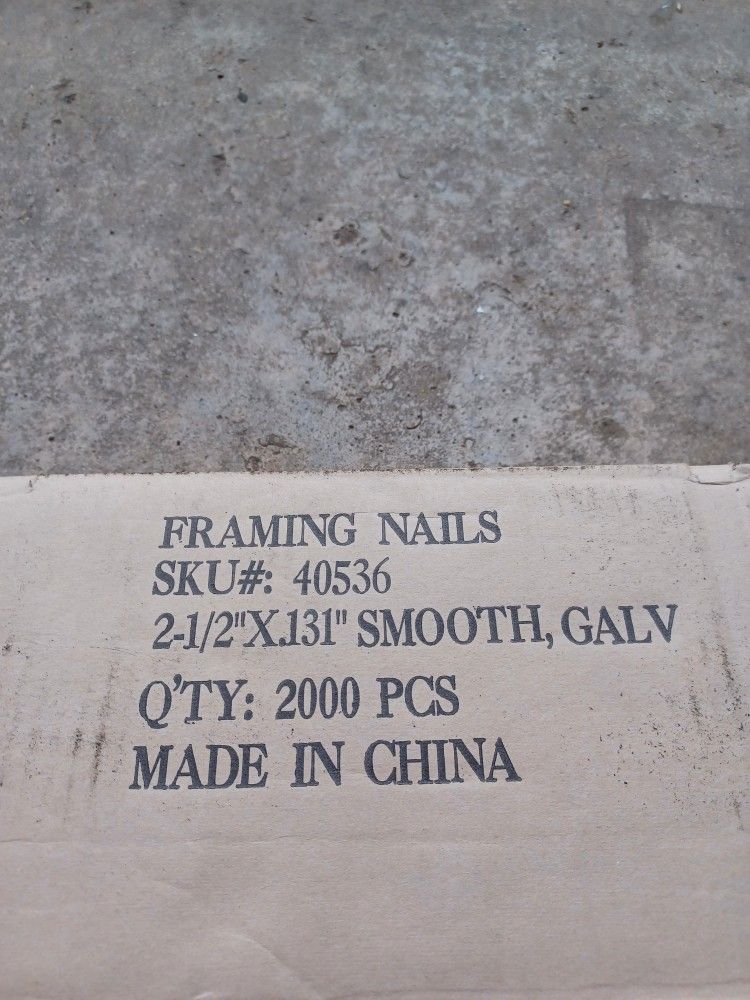 FRAMING NAILS
SKU#: 40536
2-1/2"X.131" SMOOTH, GALV
Q'TY: 2000 PCS
MADE IN CHINA